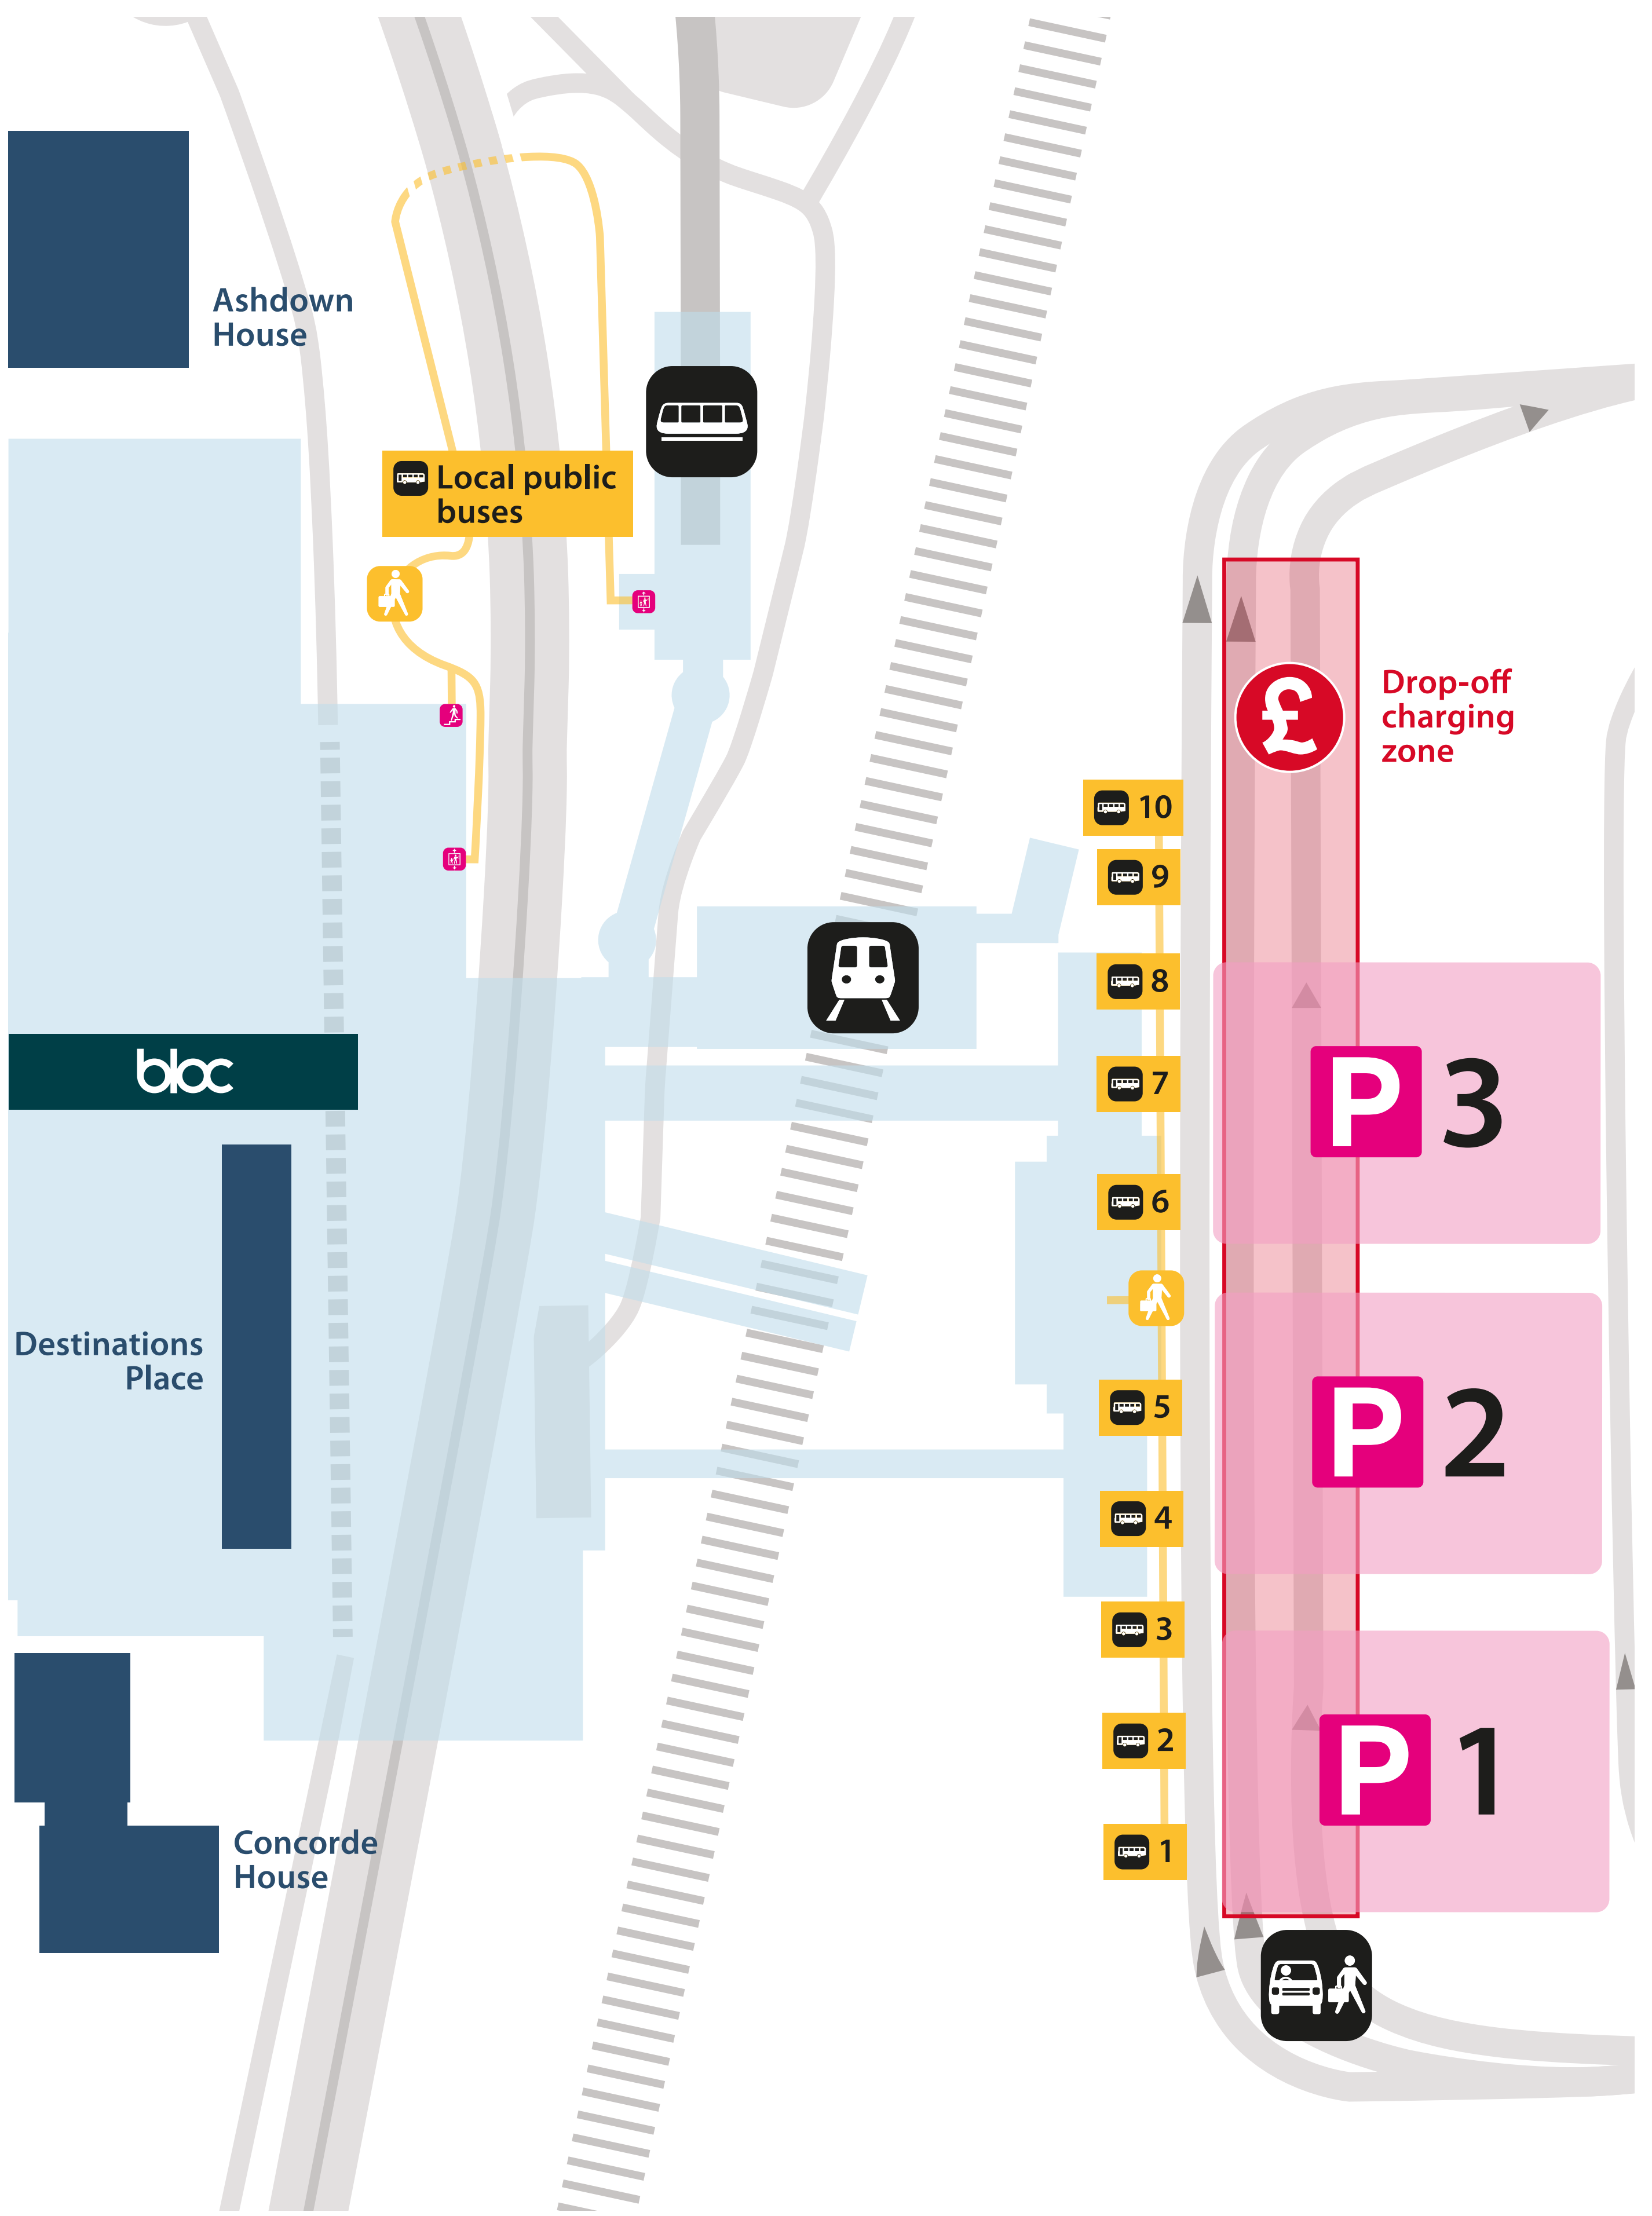 Ashdown
House
Local public
buses
£
Drop-off
charging
zone
10
9
8
bloc
7
P 3
6
Destinations
Place
5
P 2
4
3
2
P 1
1
Concorde
House